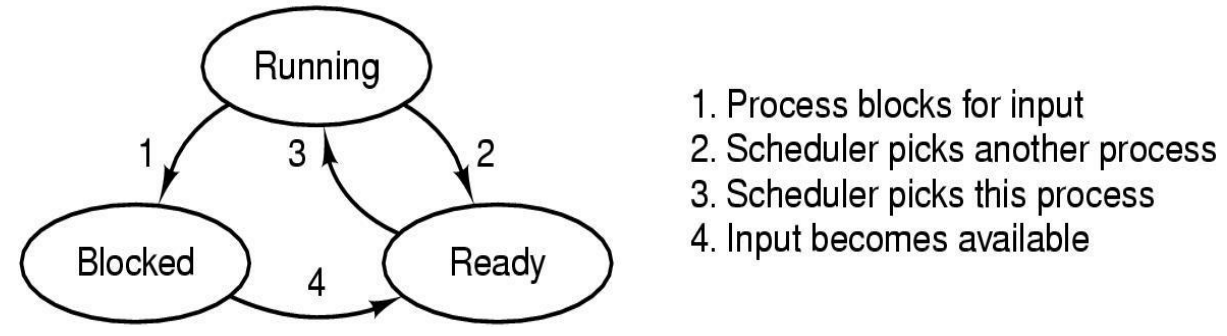 Running
1
3
2
Blocked
4
Ready
1. Process blocks for input
2. Scheduler picks another process
3. Scheduler picks this process
4. Input becomes available